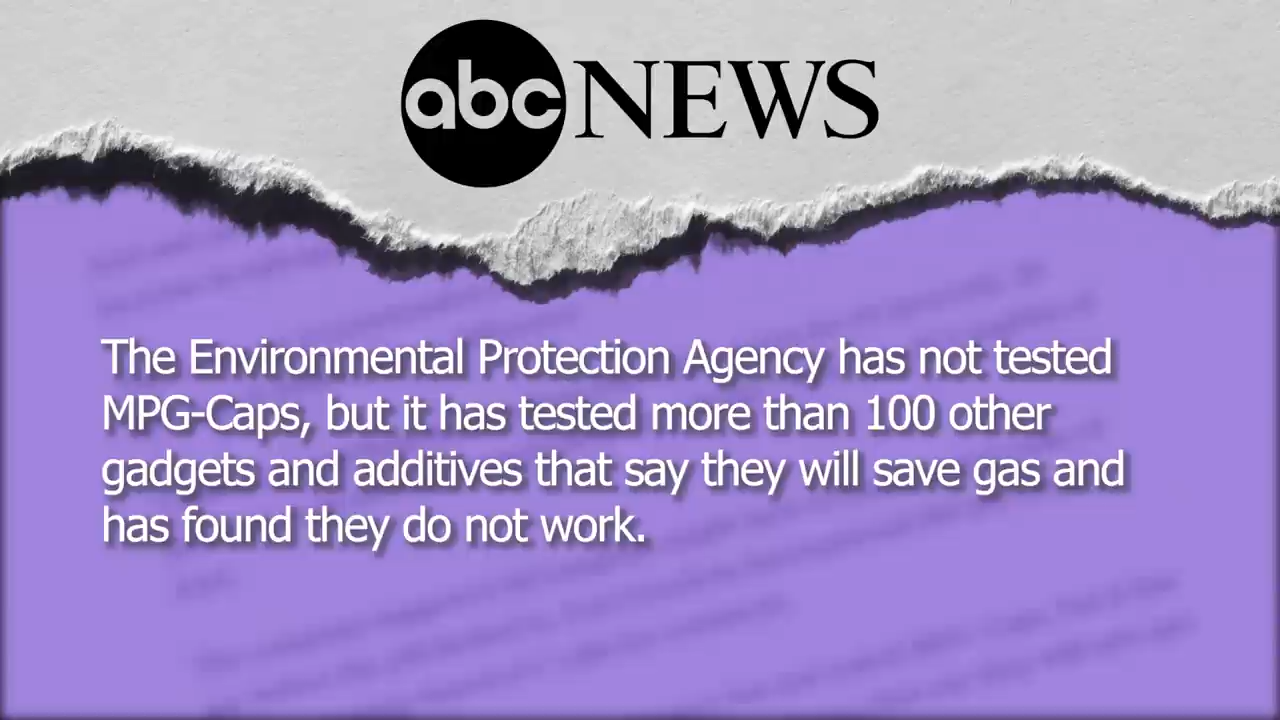 abc NEWS
The Environmental Protection Agency has not tested
MPG-Caps, but it has tested more than 100 other
gadgets and additives that say they will save gas and
has found they do not work.